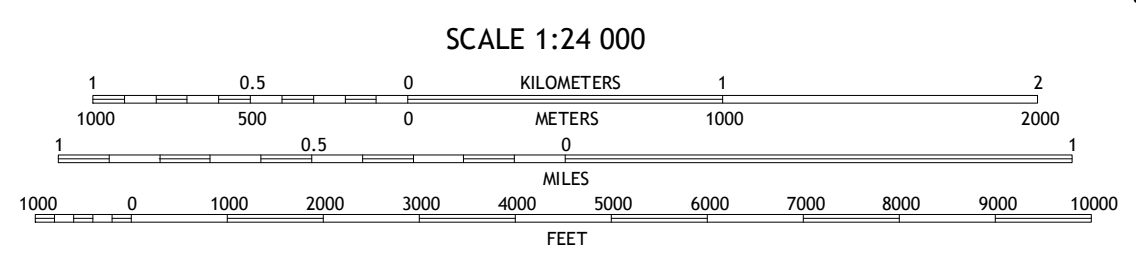 SCALE 1:24 000
1 0.5 0 KILOMETERS 1 2
1000 500 0 METERS 1000 2000
1 0.5 0 1
MILES
1000 0 1000 2000 3000 4000 5000 6000 7000 8000 9000 10000
FEET